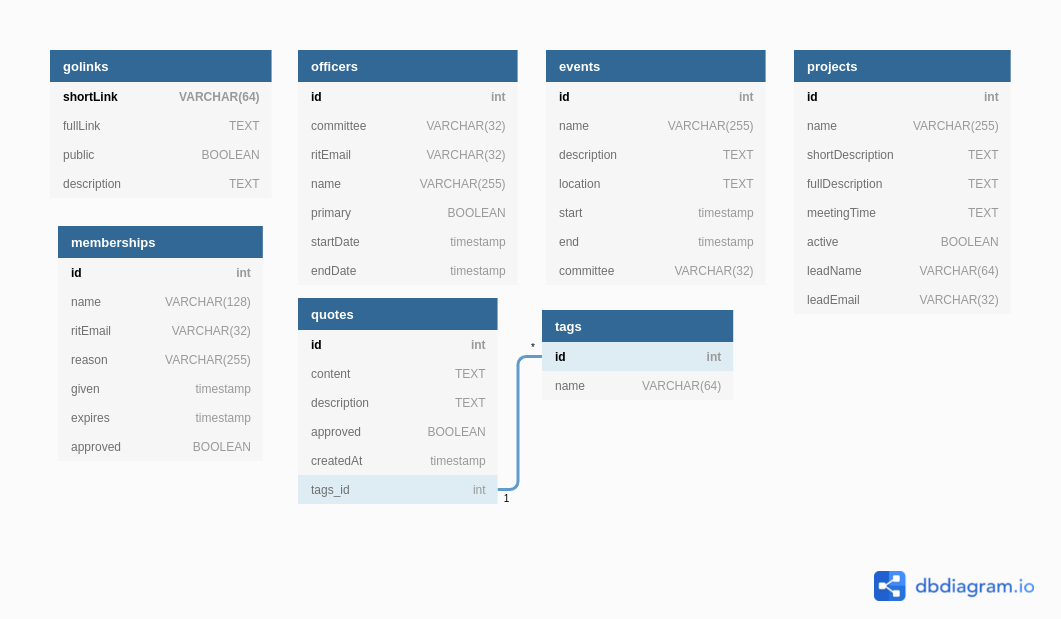 golinks
shortLink VARCHAR(64)
fullLink TEXT
public BOOLEAN
description TEXT
officers
id int
committee VARCHAR(32)
ritEmail VARCHAR(32)
name VARCHAR(255)
primary BOOLEAN
startDate timestamp
endDate timestamp
events
id int
name VARCHAR(255)
description TEXT
location TEXT
start timestamp
end timestamp
committee VARCHAR(32)
projects
id int
name VARCHAR(255)
shortDescription TEXT
fullDescription TEXT
meetingTime TEXT
active BOOLEAN
leadName VARCHAR(64)
leadEmail VARCHAR(32)
memberships
id int
name VARCHAR(128)
ritEmail VARCHAR(32)
reason VARCHAR(255)
given timestamp
expires timestamp
approved BOOLEAN
quotes
id int
content TEXT
description TEXT
approved BOOLEAN
createdAt timestamp
tags_id int
1
*
tags
id int
name VARCHAR(64)
dbdiagram.io